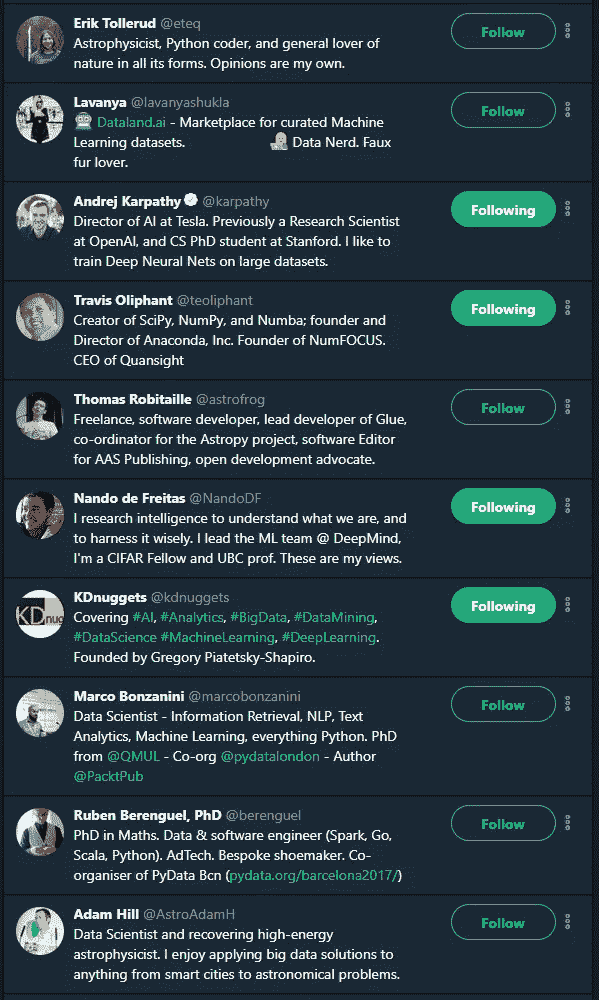 Erik Tollerud @eteq
Follow
Astrophysicist, Python coder, and general lover of
nature in all its forms. Opinions are my own.
Lavanya @lavanyashukla
Follow
Dataland.ai - Marketplace for curated Machine
Learning datasets. Data Nerd. Faux
fur lover.
Andrej Karpathy @karpathy
Following
Director of AI at Tesla. Previously a Research Scientist
at OpenAI, and CS PhD student at Stanford. I like to
train Deep Neural Nets on large datasets.
Travis Oliphant @teoliphant
Following
Creator of SciPy, NumPy, and Numba; founder and
Director of Anaconda, Inc. Founder of NumFOCUS.
CEO of Quansight
Thomas Robitaille @astrofrog
Follow
Freelance, software developer, lead developer of Glue,
co-ordinator for the Astropy project, software Editor
for AAS Publishing, open development advocate.
Nando de Freitas @NandoDF
Following
I research intelligence to understand what we are, and
to harness it wisely. I lead the ML team @ DeepMind,
I'm a CIFAR Fellow and UBC prof. These are my views.
KDnuggets @kdnuggets
Following
KDnug
Covering #AI, #Analytics, #BigData, #DataMining,
#DataScience #MachineLearning, #DeepLearning.
Founded by Gregory Piatetsky-Shapiro.
Marco Bonzanini @marcobonzanini
Follow
Data Scientist - Information Retrieval, NLP, Text
Analytics, Machine Learning, everything Python. PhD
from @QMUL - Co-org @pydatalondon - Author
@PacktPub
Ruben Berenguel, PhD @berenguel
Follow
PhD in Maths. Data & software engineer (Spark, Go,
Scala, Python). AdTech. Bespoke shoemaker. Co-
organiser of PyData Bcn (pydata.org/barcelona2017/)
Adam Hill @AstroAdamH
Follow
Data Scientist and recovering high-energy
astrophysicist. I enjoy applying big data solutions to
anything from smart cities to astronomical problems.